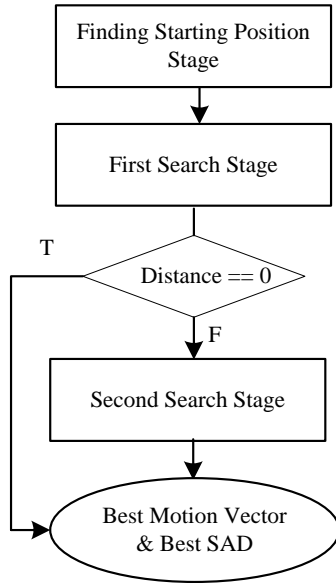 Finding Starting Position
Stage
First Search Stage
T
Distance == 0
F
Second Search Stage
Best Motion Vector
& Best SAD